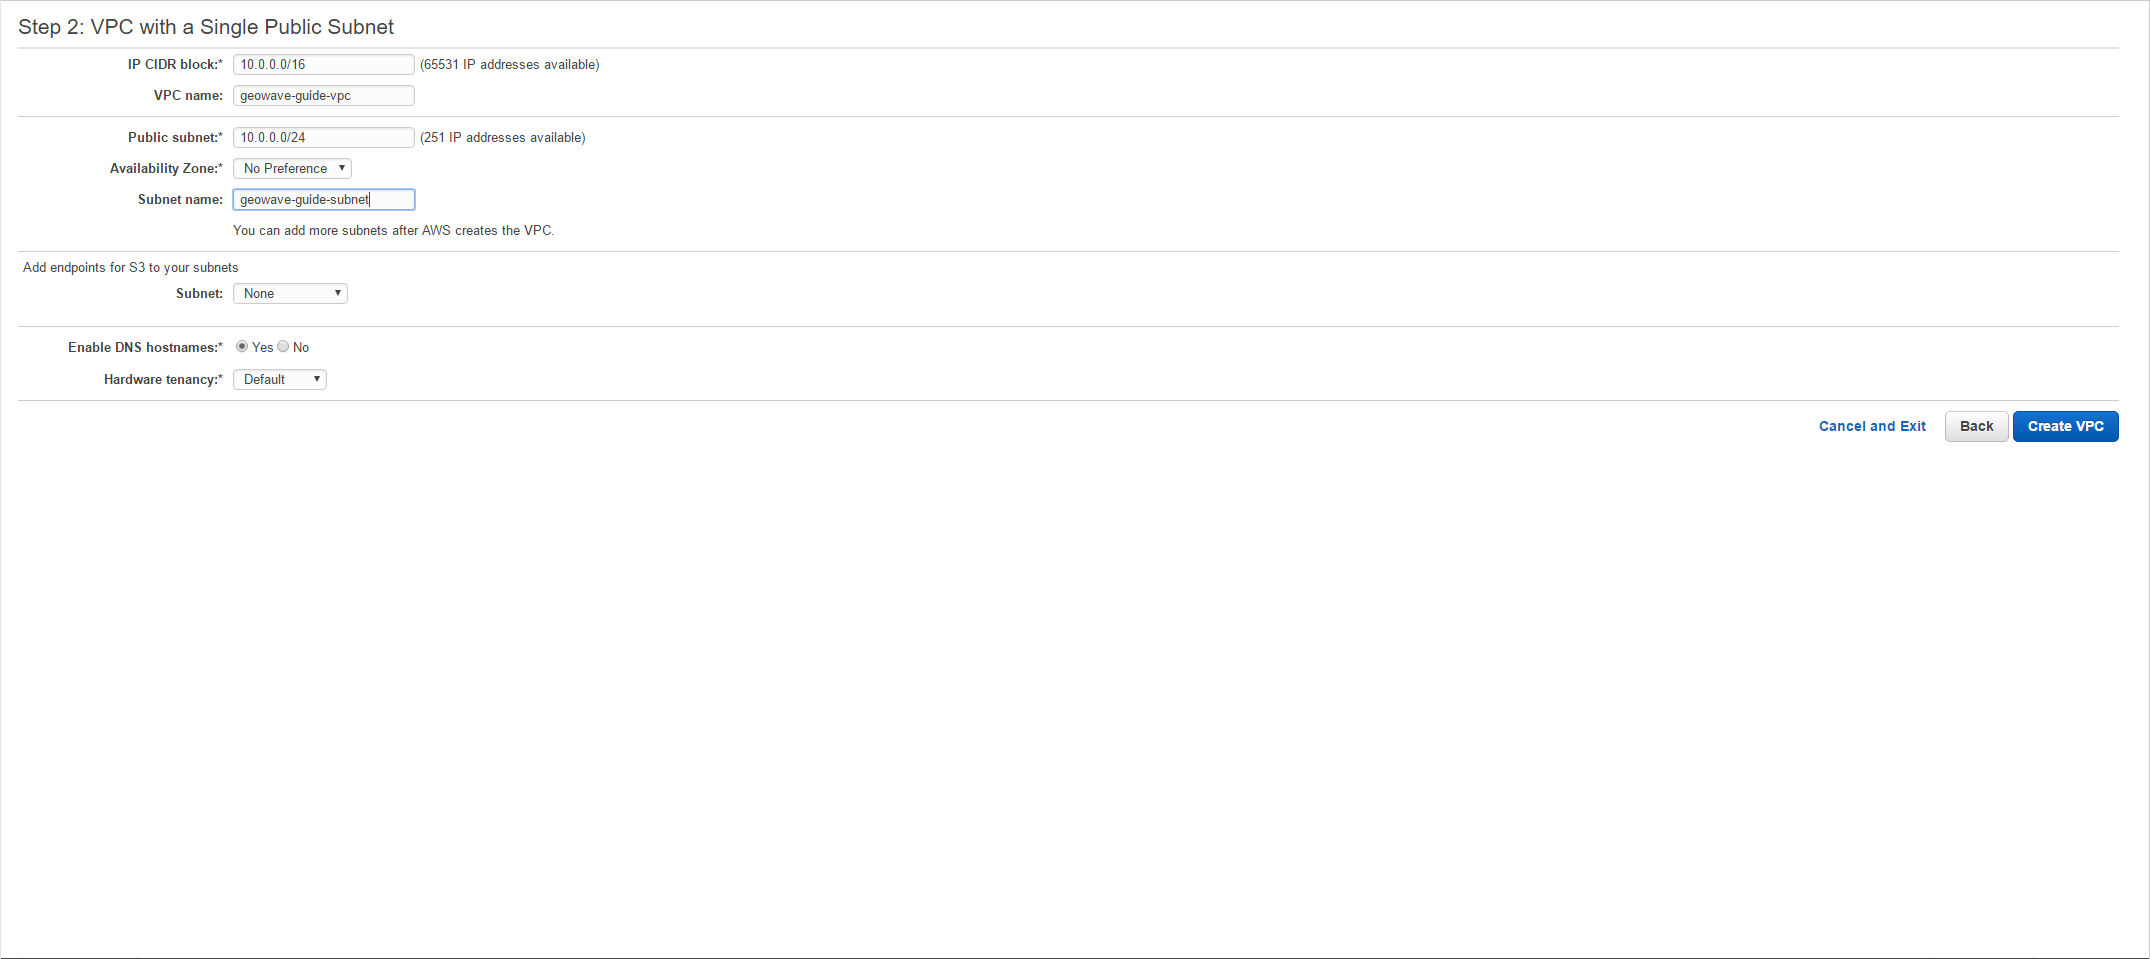 Step 2: VPC with a Single Public Subnet
IP CIDR block:* 10.0.0.0/16 (65531 IP addresses available)
VPC name: geowave-guide-vpc
Public subnet:* 10.0.0.0/24 (251 IP addresses available)
Availability Zone:* No Preference
Subnet name: geowave-guide-subnet
You can add more subnets after AWS creates the VPC.
Add endpoints for S3 to your subnets
Subnet: None
Enable DNS hostnames:* Yes No
Hardware tenancy:* Default
Cancel and Exit Back Create VPC